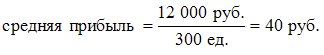 средняя прибыль = 12 000 руб. / 300 ед. = 40 руб.